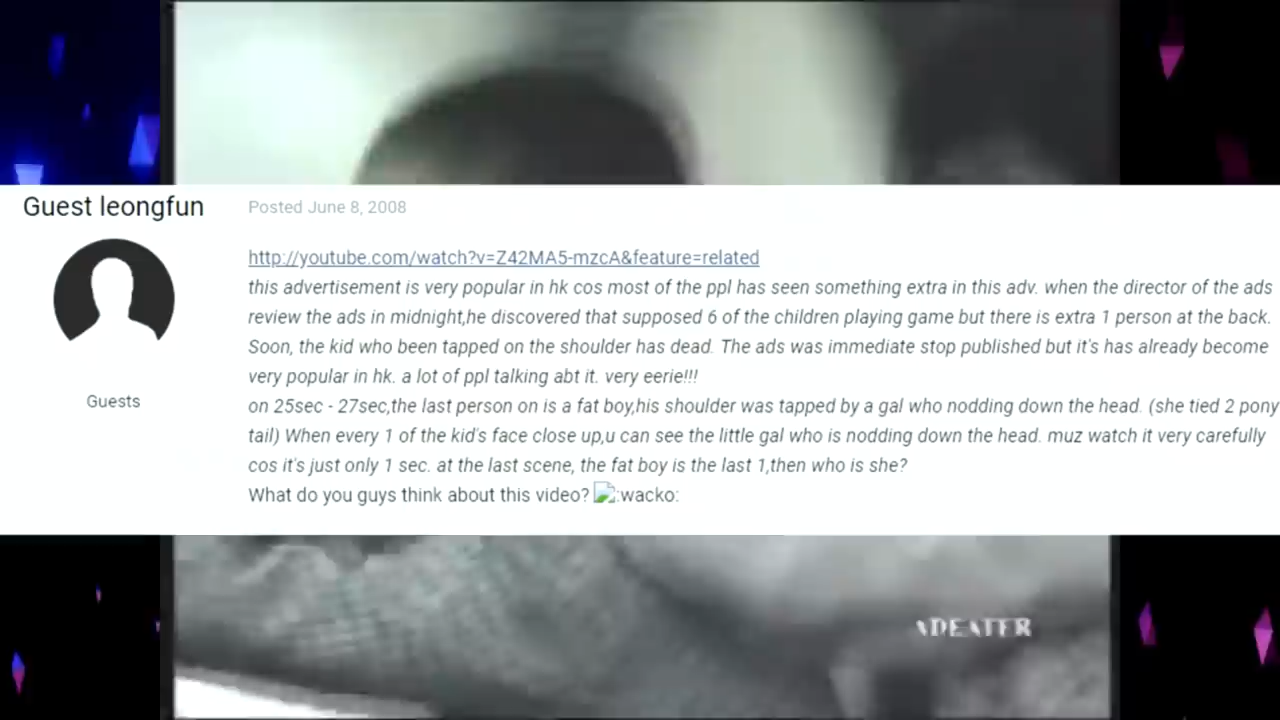 Guest leongfun
Posted June 8, 2008
http://youtube.com/watch?v=Z42MA5-mzcA&feature=related
this advertisement is very popular in hk cos most of the ppl has seen something extra in this adv. when the director of the ads
review the ads in midnight,he discovered that supposed 6 of the children playing game but there is extra 1 person at the back.
Soon, the kid who been tapped on the shoulder has dead. The ads was immediate stop published but it's has already become
very popular in hk. a lot of ppl talking abt it. very eerie!!!
Guests
on 25sec - 27sec,the last person on is a fat boy,his shoulder was tapped by a gal who nodding down the head. (she tied 2 pony
tail) When every 1 of the kid's face close up,u can see the little gal who is nodding down the head. muz watch it very carefully
cos it's just only 1 sec. at the last scene, the fat boy is the last 1,then who is she?
What do you guys think about this video? :wacko:
ADEATER